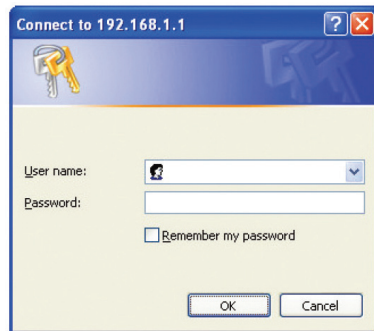 Connect to 192.168.1.1
User name:
Password:
Remember my password
OK Cancel